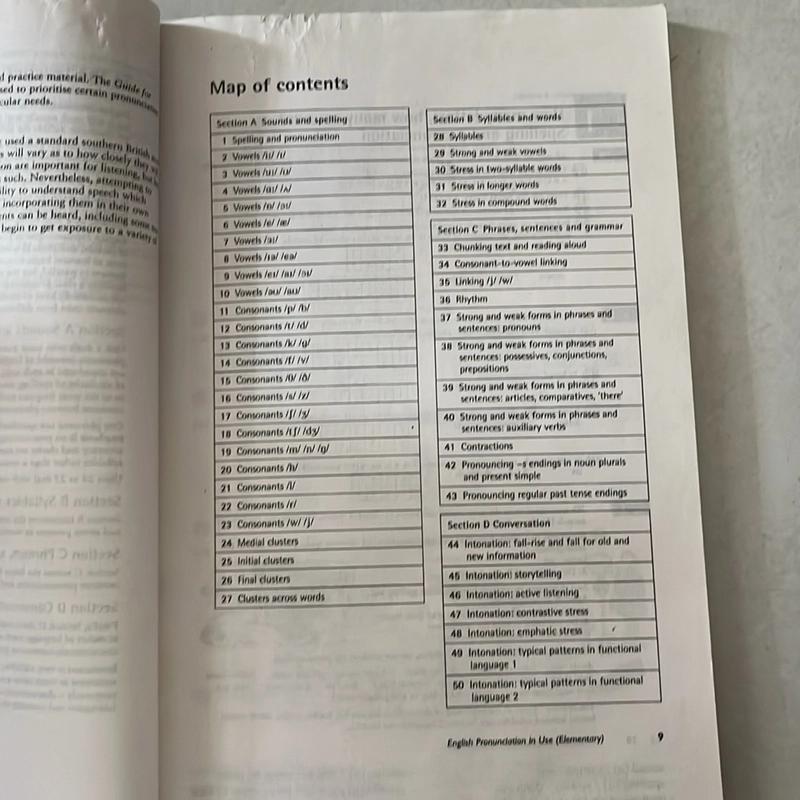 d practice material. The Guide for
sed to prioritise certain pronunciation
cular needs.
used a standard southern British
s will vary as to how closely they
on are important for listening, but
such. Nevertheless, attempting to
ility to understand speech which
incorporating them in their own
nts can be heard, including some
begin to get exposure to a variety
Map of contents
Section A Sounds and spelling
1 Spelling and pronunciation
2 Vowels /iː/ /ɪ/
3 Vowels /uː/ /ʊ/
4 Vowels /ɑː/ /ʌ/
5 Vowels /ɒ/ /ɔː/
6 Vowels /e/ /æ/
7 Vowel /ɜː/
8 Vowels /ɪə/ /eə/
9 Vowels /eɪ/ /aɪ/ /ɔɪ/
10 Vowels /əʊ/ /aʊ/
11 Consonants /p/ /b/
12 Consonants /t/ /d/
13 Consonants /k/ /g/
14 Consonants /f/ /v/
15 Consonants /θ/ /ð/
16 Consonants /s/ /z/
17 Consonants /ʃ/ /ʒ/
18 Consonants /tʃ/ /dʒ/
19 Consonants /m/ /n/ /ŋ/
20 Consonants /h/
21 Consonants /l/
22 Consonants /r/
23 Consonants /w/ /j/
24 Medial clusters
25 Initial clusters
26 Final clusters
27 Clusters across words
Section B Syllables and words
28 Syllables
29 Strong and weak vowels
30 Stress in two-syllable words
31 Stress in longer words
32 Stress in compound words
Section C Phrases, sentences and grammar
33 Chunking text and reading aloud
34 Consonant-to-vowel linking
35 Linking /j/ /w/
36 Rhythm
37 Strong and weak forms in phrases and
sentences: pronouns
38 Strong and weak forms in phrases and
sentences: possessives, conjunctions,
prepositions
39 Strong and weak forms in phrases and
sentences: articles, comparatives, 'there'
40 Strong and weak forms in phrases and
sentences: auxiliary verbs
41 Contractions
42 Pronouncing –s endings in noun plurals
and present simple
43 Pronouncing regular past tense endings
Section D Conversation
44 Intonation: fall-rise and fall for old and
new information
45 Intonation: storytelling
46 Intonation: active listening
47 Intonation: contrastive stress
48 Intonation: emphatic stress
49 Intonation: typical patterns in functional
language 1
50 Intonation: typical patterns in functional
language 2
English Pronunciation in Use (Elementary) 9